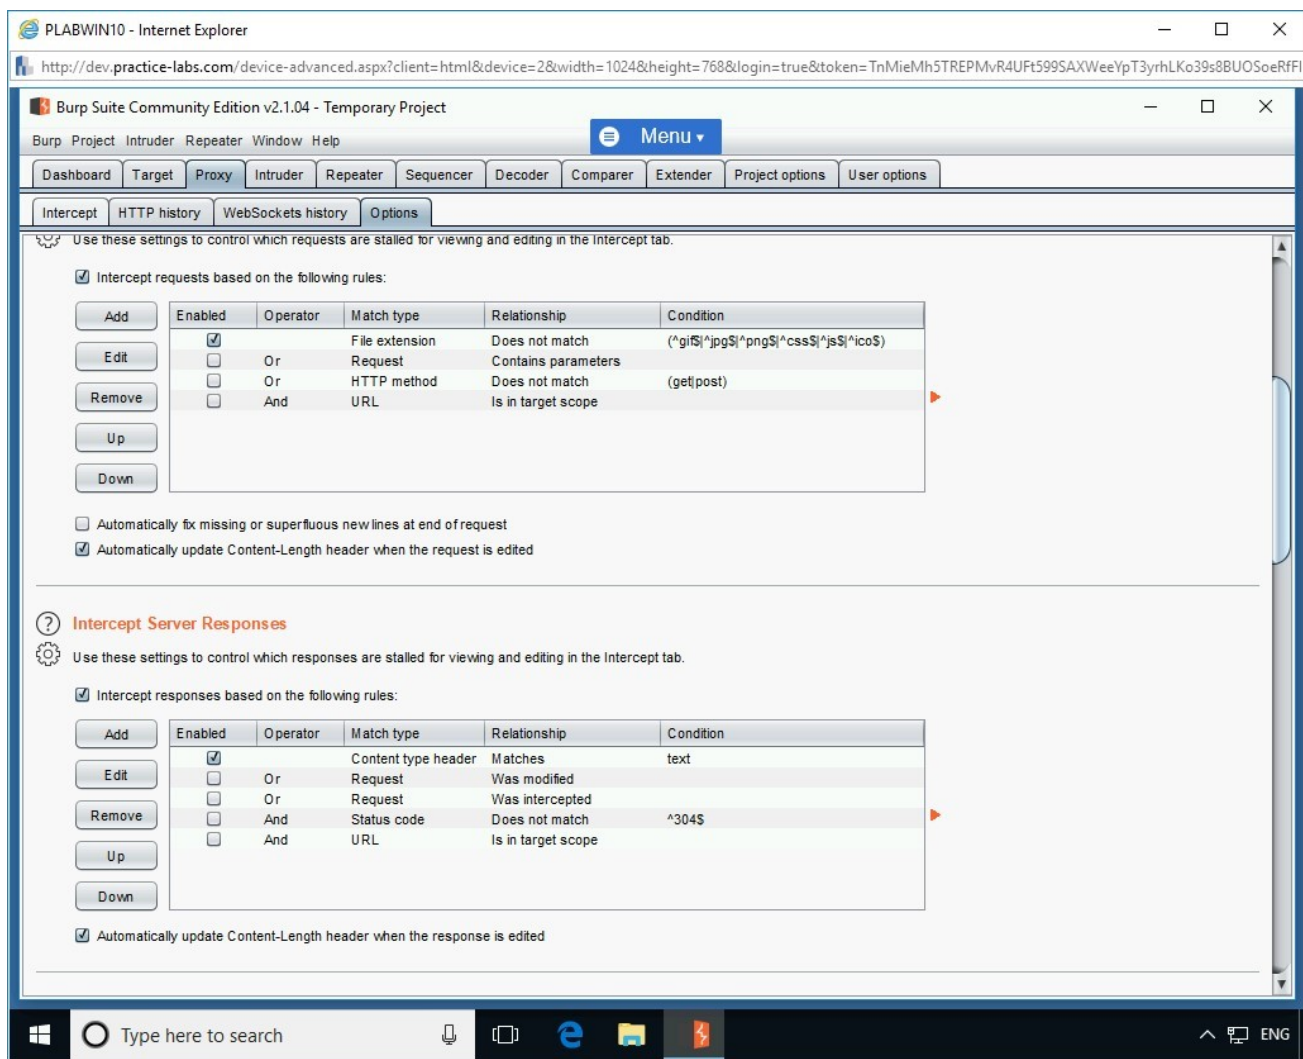 PLABWIN10 - Internet Explorer
http://dev.practice-labs.com/device-advanced.aspx?client=html&device=2&width=1024&height=768&login=true&token=TnMieMh5TREPMvR4UFt599SAXWeeYpT3yrhLKo39s8BUOSoeRfFI
Burp Suite Community Edition v2.1.04 - Temporary Project
Burp Project Intruder Repeater Window Help
Menu
Dashboard Target Proxy Intruder Repeater Sequencer Decoder Comparer Extender Project options User options
Intercept HTTP history WebSockets history Options
Use these settings to control which requests are stalled for viewing and editing in the Intercept tab.
Intercept requests based on the following rules:
Add
Edit
Remove
Up
Down
Enabled Operator Match type Relationship Condition
File extension Does not match (^gif$|^jpg$|^png$|^css$|^js$|^ico$)
Or Request Contains parameters
Or HTTP method Does not match (get|post)
And URL Is in target scope
Automatically fix missing or superfluous new lines at end of request
Automatically update Content-Length header when the request is edited
? Intercept Server Responses
Use these settings to control which responses are stalled for viewing and editing in the Intercept tab.
Intercept responses based on the following rules:
Add
Edit
Remove
Up
Down
Enabled Operator Match type Relationship Condition
Content type header Matches text
Or Request Was modified
Or Request Was intercepted
And Status code Does not match ^304$
And URL Is in target scope
Automatically update Content-Length header when the response is edited
Type here to search
ENG